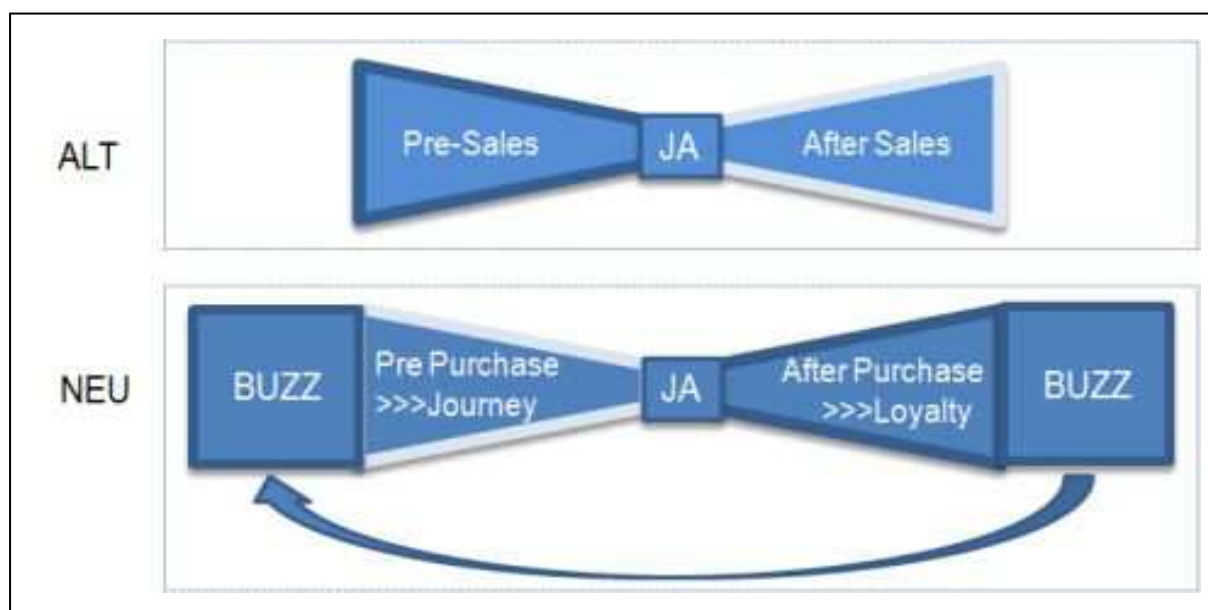 ALT
Pre-Sales
JA
After Sales
NEU
BUZZ
Pre Purchase
>>>Journey
JA
After Purchase
>>>Loyalty
BUZZ